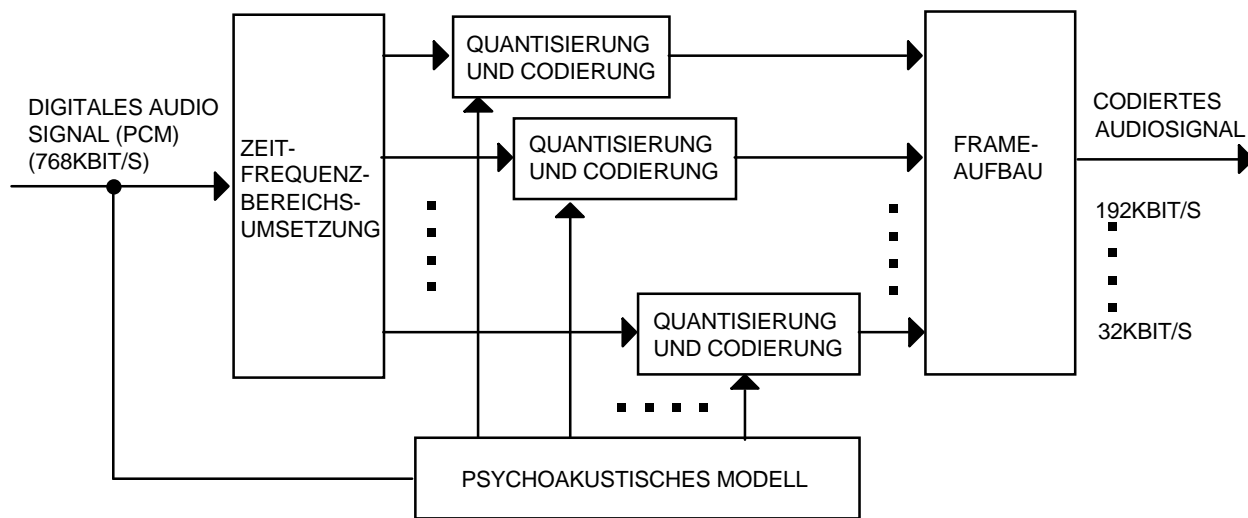 DIGITALES AUDIO
SIGNAL (PCM)
(768KBIT/S)
ZEIT-
FREQUENZ-
BEREICHS-
UMSETZUNG
QUANTISIERUNG
UND CODIERUNG
QUANTISIERUNG
UND CODIERUNG
QUANTISIERUNG
UND CODIERUNG
PSYCHOAKUSTISCHES MODELL
FRAME-
AUFBAU
CODIERTES
AUDIOSIGNAL
192KBIT/S
32KBIT/S